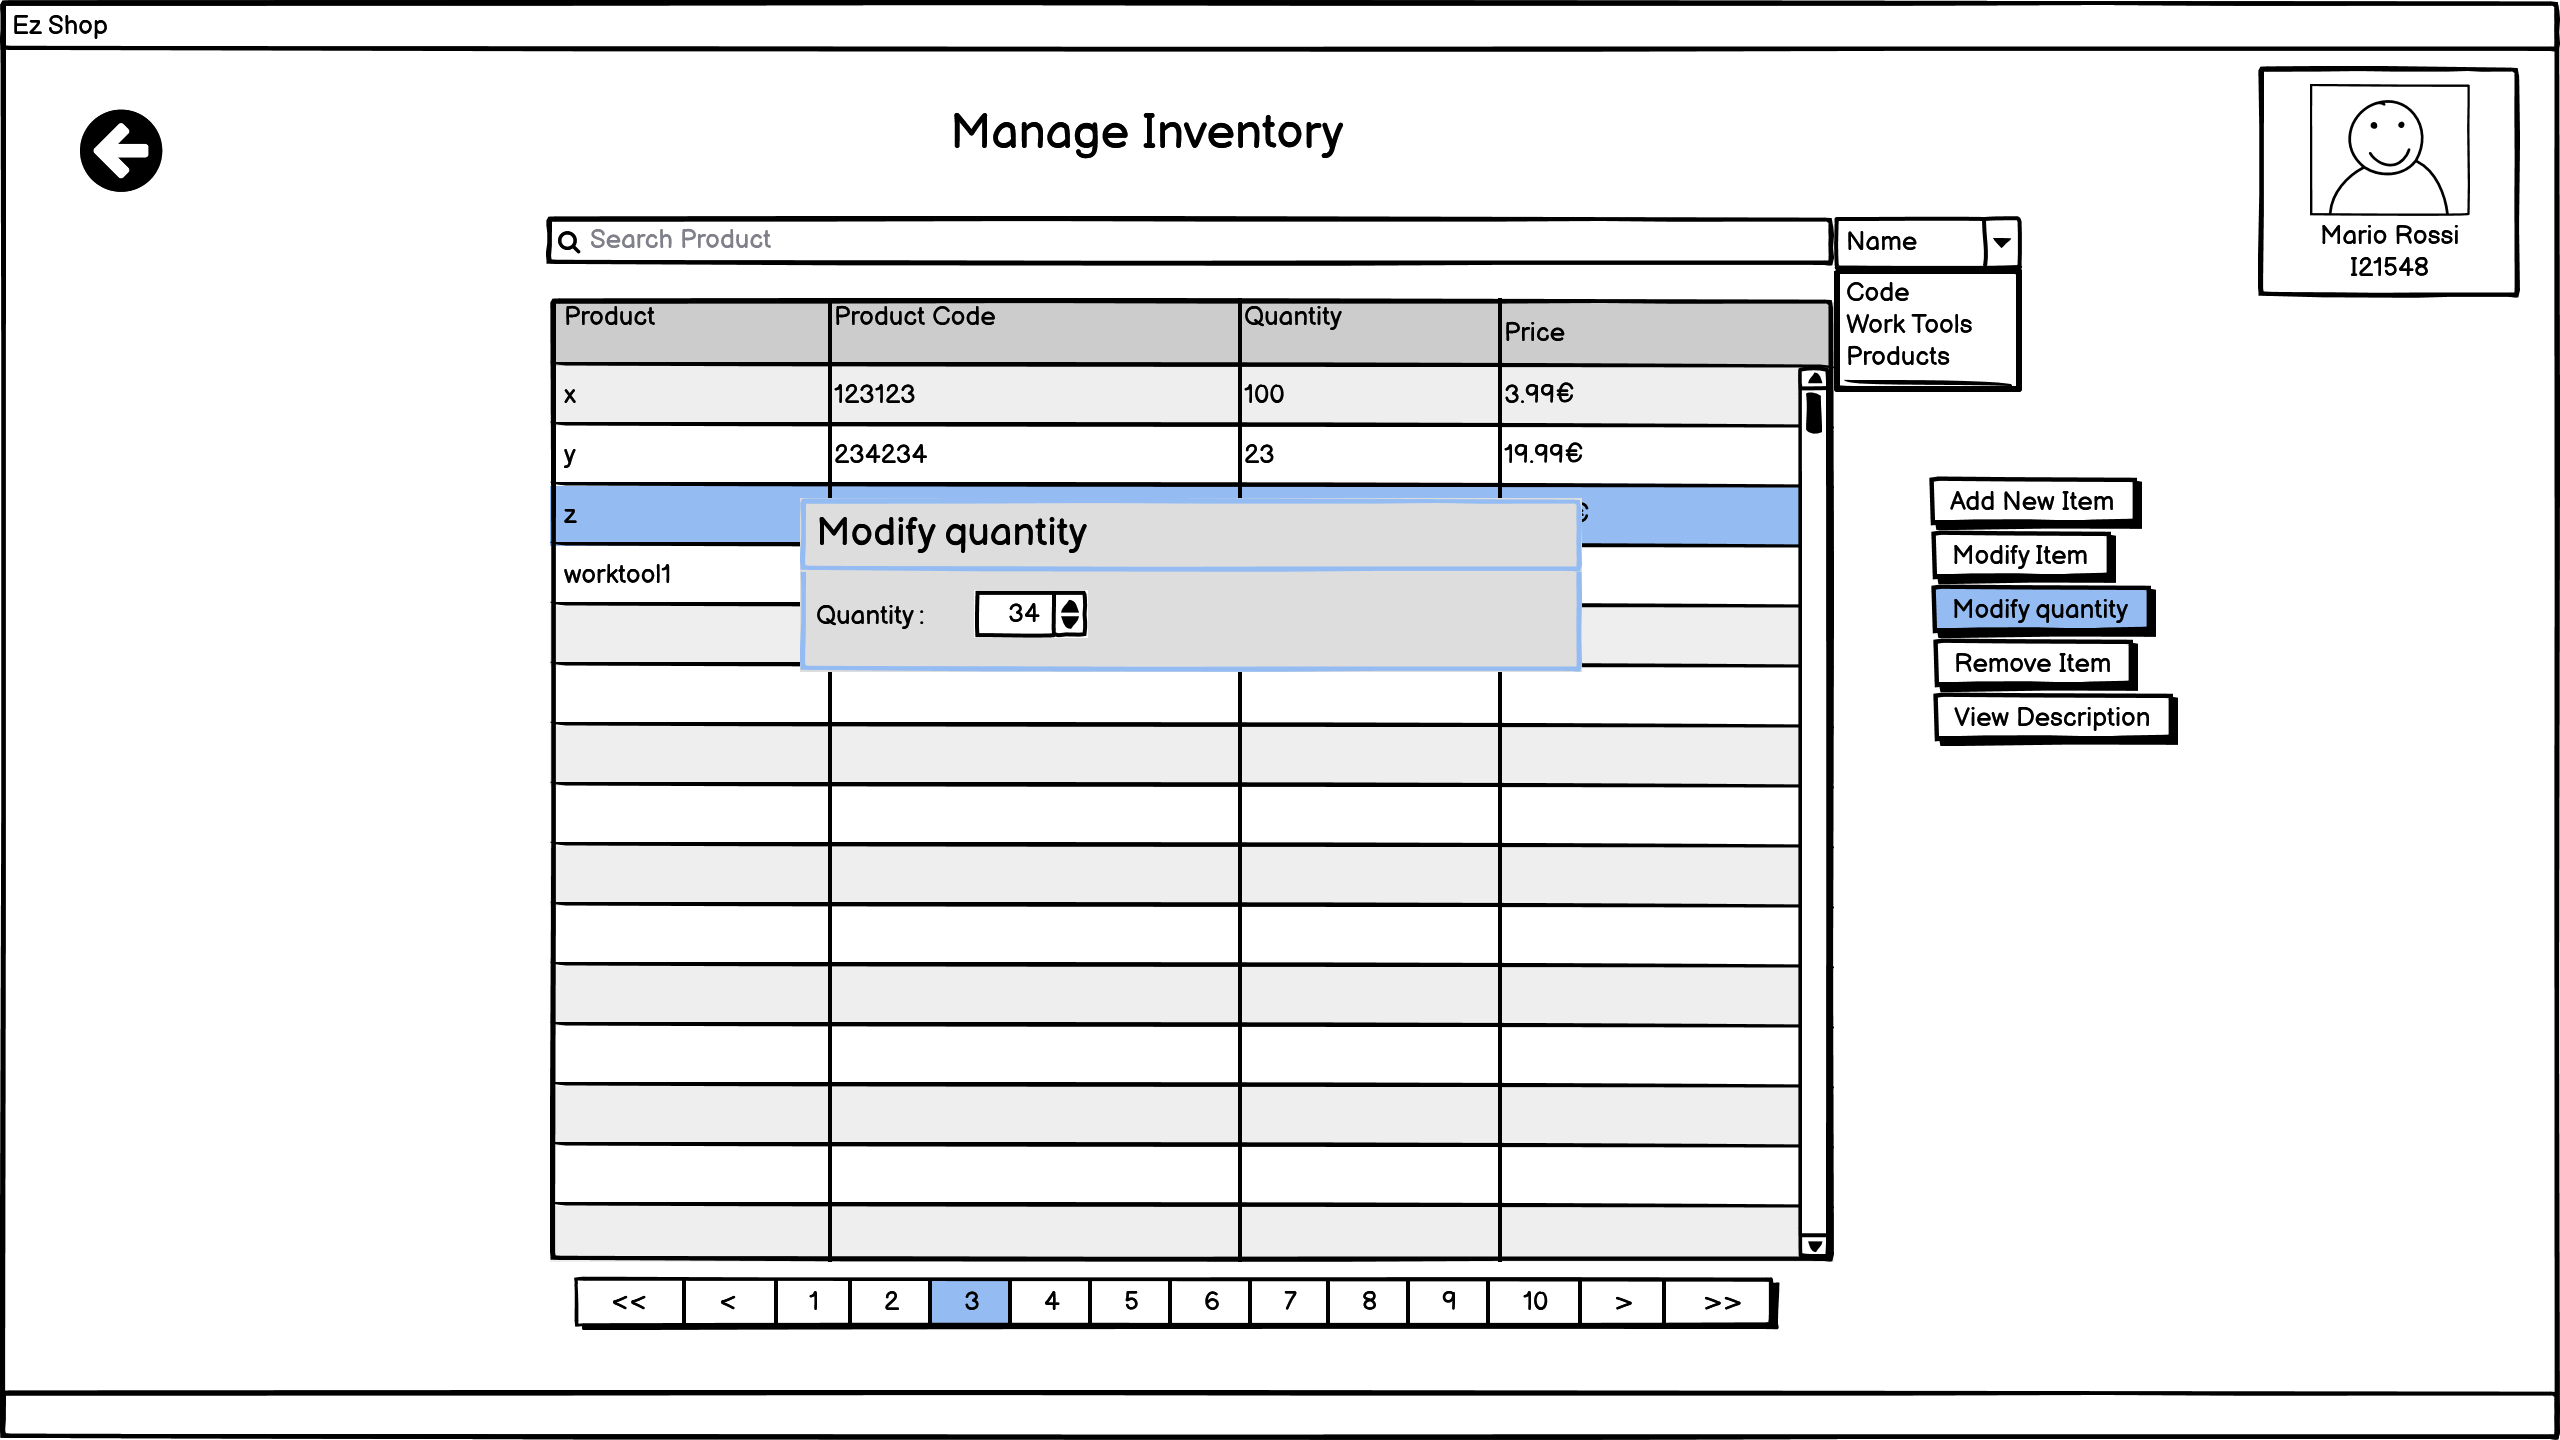 Ez Shop
Manage Inventory
Mario Rossi
I21548
Search Product
Name
Code
Work Tools
Products
Product Product Code Quantity Price
x 123123 100 3.99€
y 234234 23 19.99€
z
worktool1
Modify quantity
Quantity: 34
Add New Item
Modify Item
Modify quantity
Remove Item
View Description
<< < 1 2 3 4 5 6 7 8 9 10 > >>